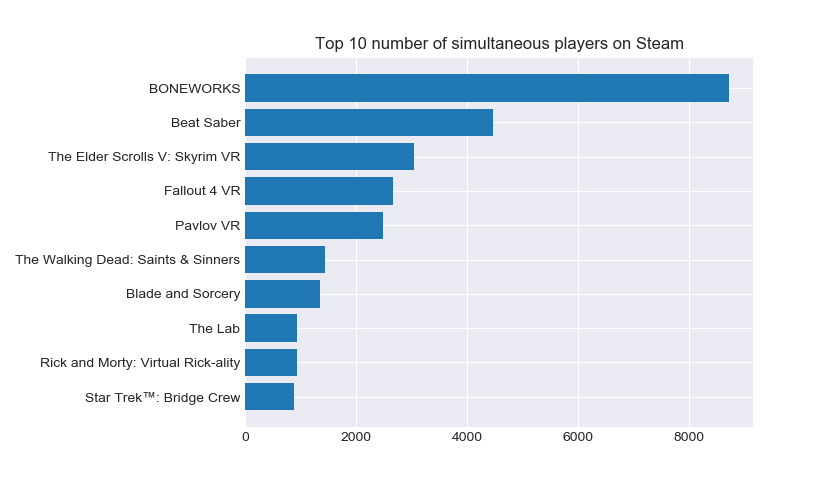 Top 10 number of simultaneous players on Steam
BONEWORKS
Beat Saber
The Elder Scrolls V: Skyrim VR
Fallout 4 VR
Pavlov VR
The Walking Dead: Saints & Sinners
Blade and Sorcery
The Lab
Rick and Morty: Virtual Rick-ality
Star Trek™: Bridge Crew
0 2000 4000 6000 8000